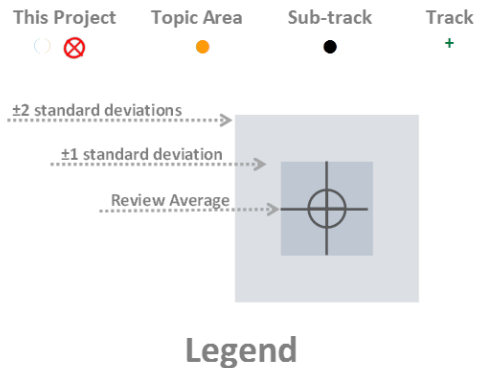 This Project Topic Area Sub-track Track
±2 standard deviations
±1 standard deviation
Review Average
Legend